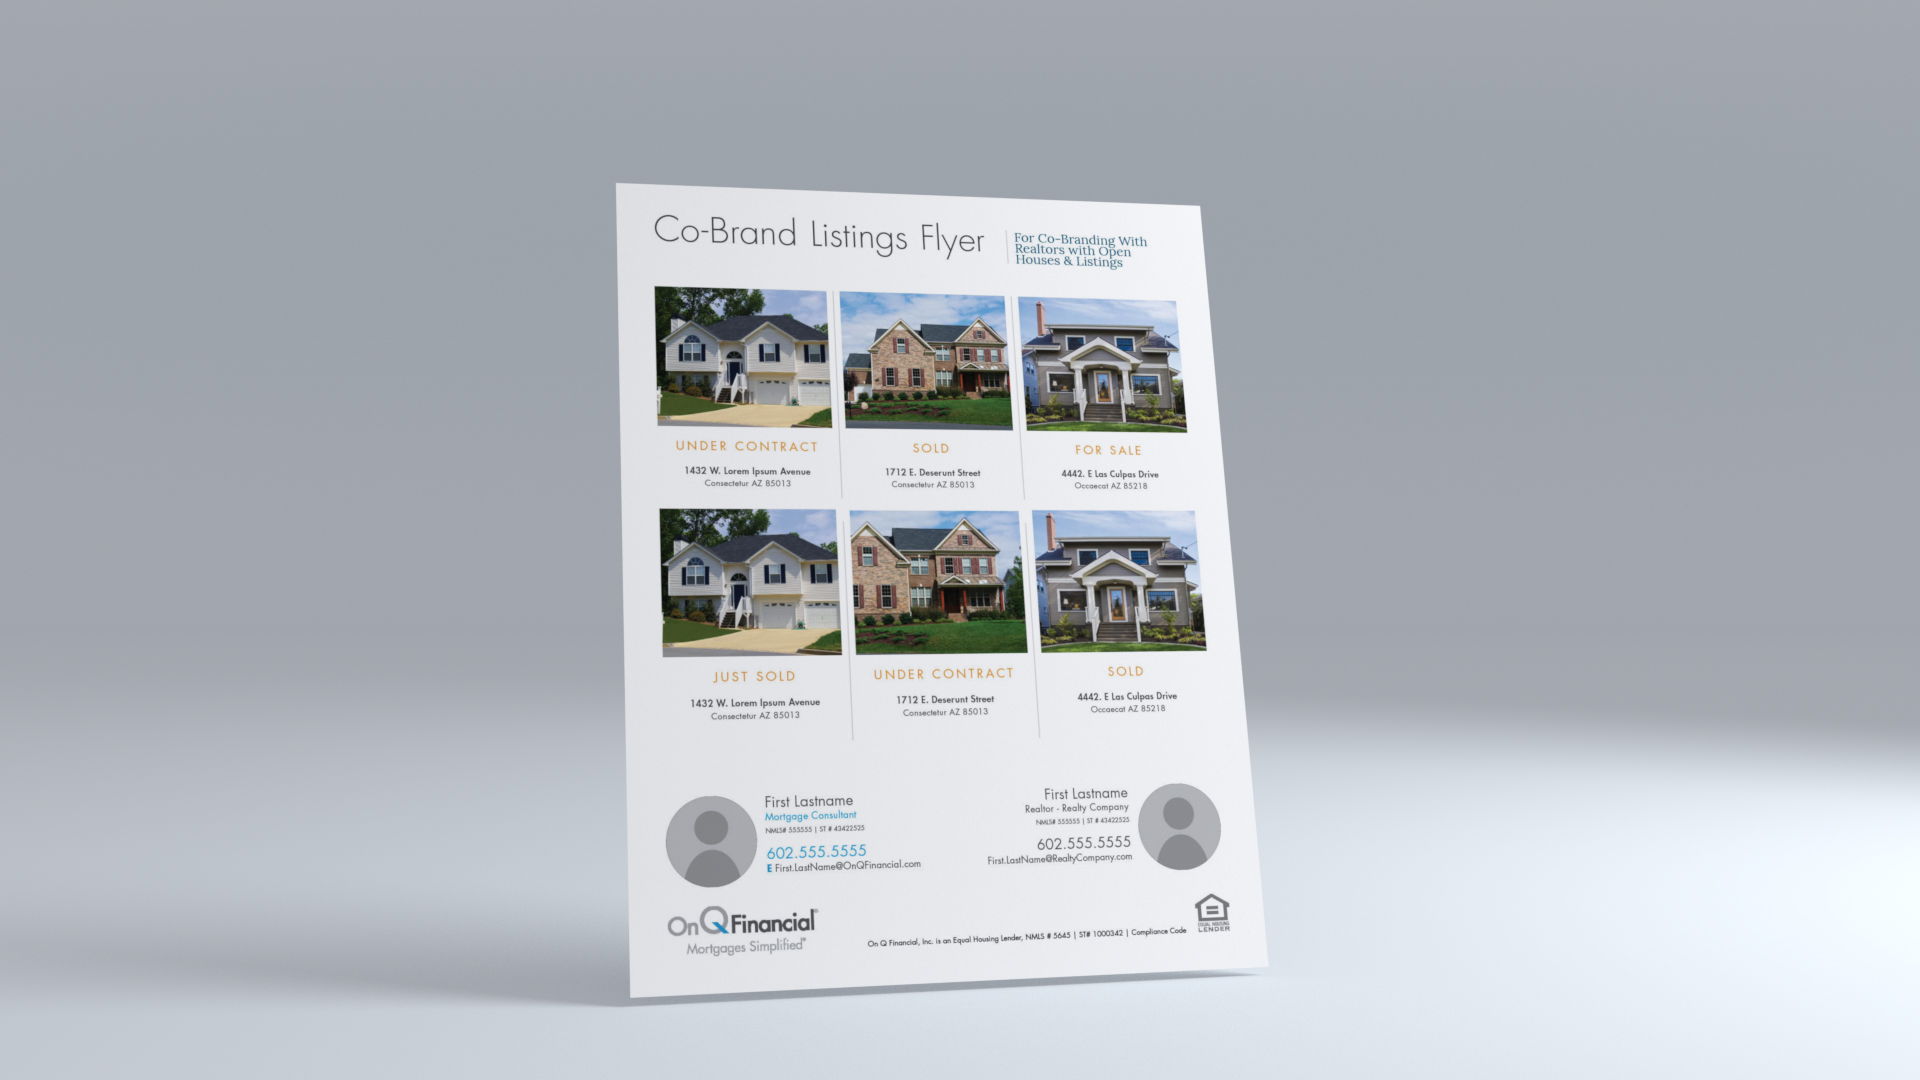 Co-Brand Listings Flyer
For Co-Branding With
Realtors with Open
Houses & Listings
UNDER CONTRACT
1432 W. Lorem Ipsum Avenue
Consectetur AZ 85013
SOLD
1712 E. Deserunt Street
Consectetur AZ 85013
FOR SALE
4442. E Las Culpas Drive
Occaecat AZ 85218
JUST SOLD
1432 W. Lorem Ipsum Avenue
Consectetur AZ 85013
UNDER CONTRACT
1712 E. Deserunt Street
Consectetur AZ 85013
SOLD
4442. E Las Culpas Drive
Occaecat AZ 85218
First Lastname
Mortgage Consultant
NMLS# 555555 | ST # 43422525
602.555.5555
E First.LastName@OnQFinancial.com
First Lastname
Realtor - Realty Company
NMLS# 555555 | ST # 43422525
602.555.5555
First.LastName@RealtyCompany.com
On Q Financial®
Mortgages Simplified®
On Q Financial, Inc. is an Equal Housing Lender, NMLS # 5645 | ST# 1000342 | Compliance Code
EQUAL HOUSING
LENDER